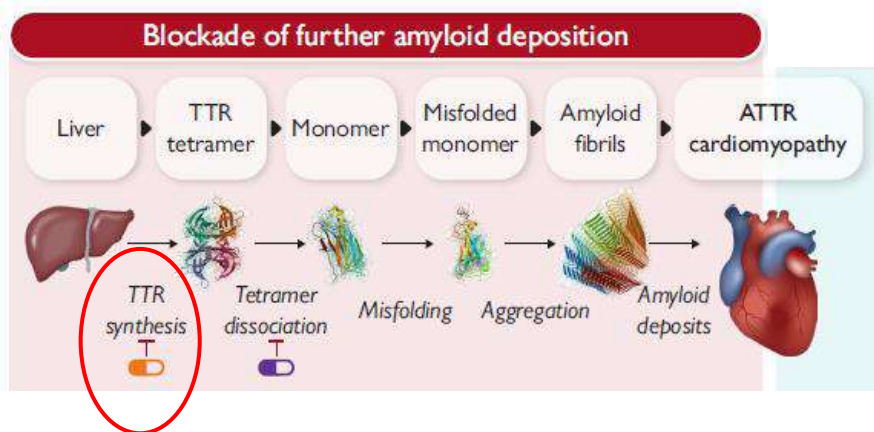 Blockade of further amyloid deposition
Liver
TTR
tetramer
Monomer
Misfolded
monomer
Amyloid
fibrils
ATTR
cardiomyopathy
TTR
synthesis
Tetramer
dissociation
Misfolding
Aggregation
Amyloid
deposits